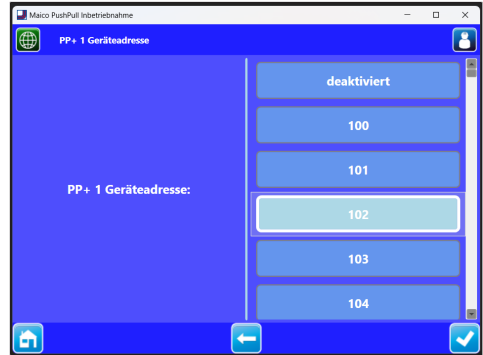 Maico PushPull Inbetriebnahme
PP+ 1 Geräteadresse
deaktiviert
100
101
PP+ 1 Geräteadresse:
102
103
104